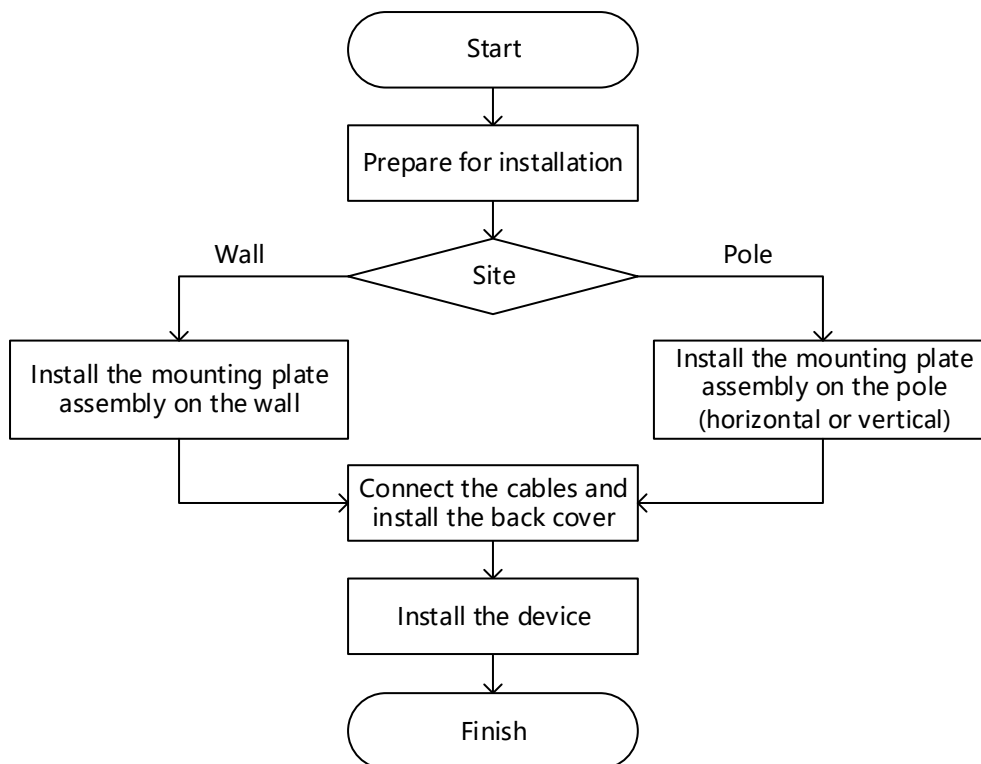 Start
Prepare for installation
Wall
Site
Pole
Install the mounting plate
assembly on the wall
Install the mounting plate
assembly on the pole
(horizontal or vertical)
Connect the cables and
install the back cover
Install the device
Finish